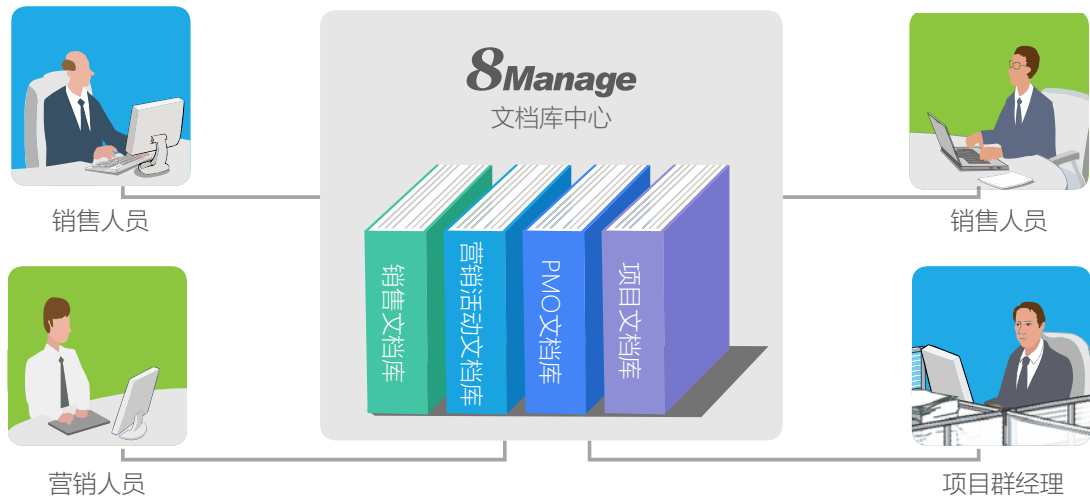 8Manage
文档库中心
销售人员
销售人员
销售文档库
营销活动文档库
PMO文档库
项目文档库
营销人员
项目群经理